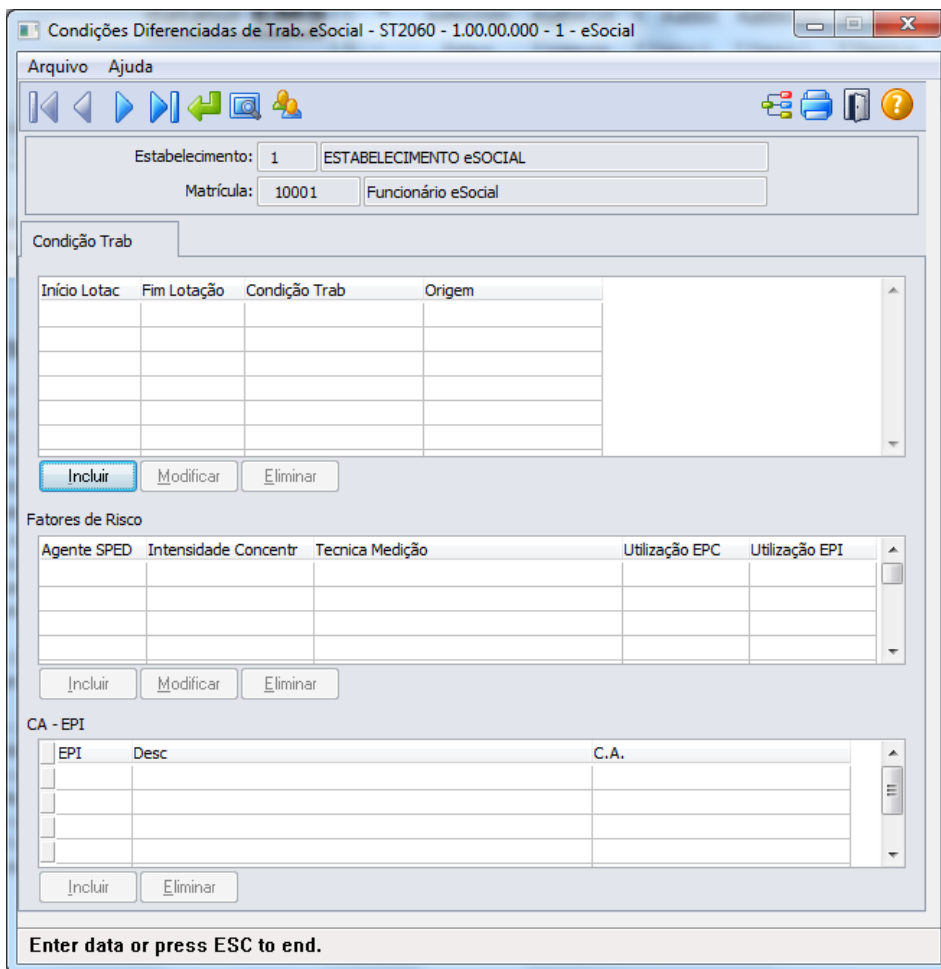 Condições Diferenciadas de Trab. eSocial - ST2060 - 1.00.00.000 - 1 - eSocial
Arquivo Ajuda
Estabelecimento: 1 ESTABELECIMENTO eSOCIAL
Matrícula: 10001 Funcionário eSocial
Condição Trab
Início Lotac Fim Lotação Condição Trab Origem
Incluir Modificar Eliminar
Fatores de Risco
Agente SPED Intensidade Concentr Tecnica Medição Utilização EPC Utilização EPI
Incluir Modificar Eliminar
CA - EPI
EPI Desc C.A.
Incluir Eliminar
Enter data or press ESC to end.